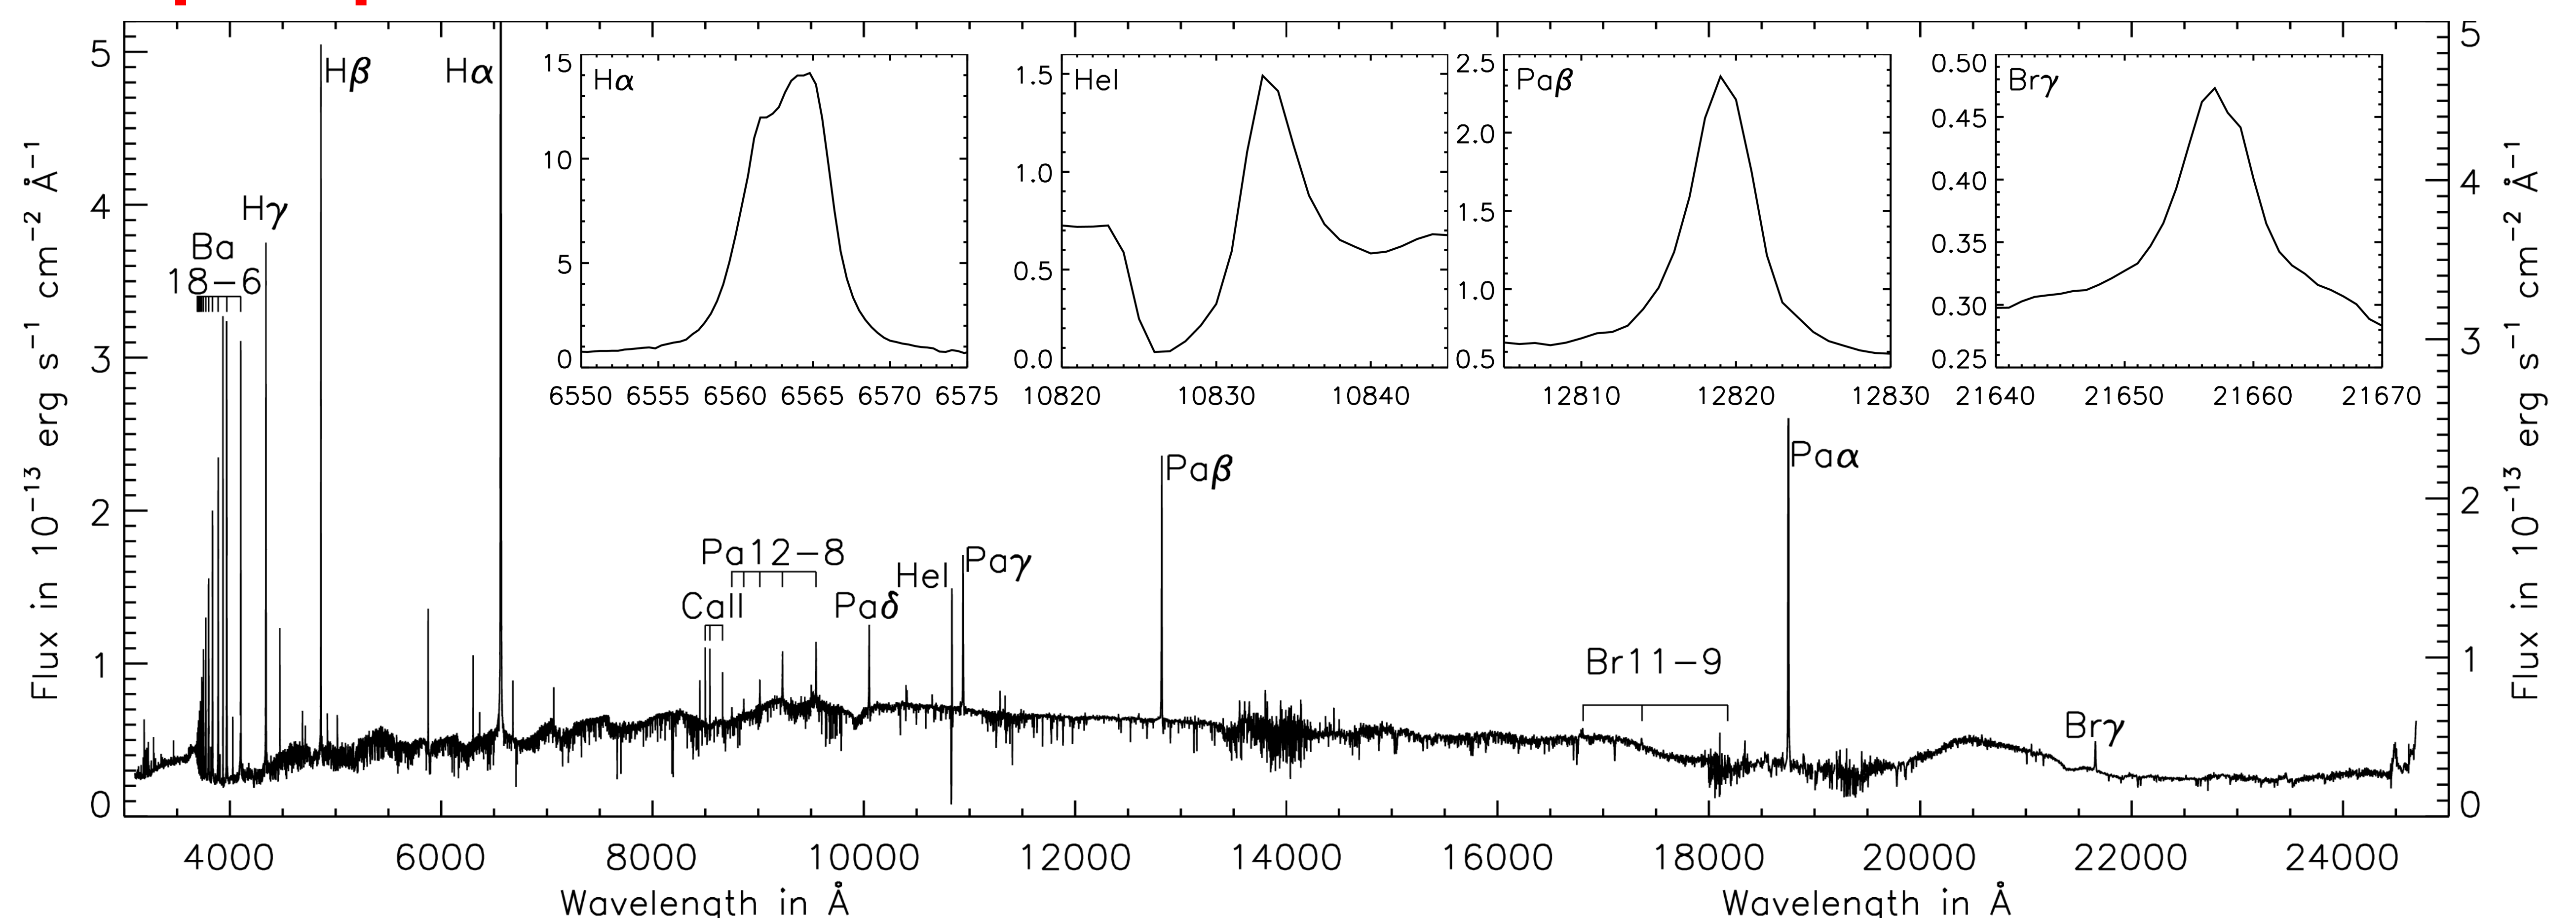 5
4
3
2
1
0
Flux in 10⁻¹³ erg s⁻¹ cm⁻² Å⁻¹
Ba
18−6
Hγ
Hβ
Hα
CaII
Pa12−8
Paδ
HeI
Paγ
Paβ
Br11−9
Paα
Brγ
Hα
15
10
5
0
6550 6555 6560 6565 6570 6575
HeI
1.5
1.0
0.5
0.0
10820 10830 10840
Paβ
2.5
2.0
1.5
1.0
0.5
12810 12820 12830
Brγ
0.50
0.45
0.40
0.35
0.30
0.25
21640 21650 21660 21670
5
4
3
2
1
0
Flux in 10⁻¹³ erg s⁻¹ cm⁻² Å⁻¹
4000 6000 8000 10000 12000 14000 16000 18000 20000 22000 24000
Wavelength in Å Wavelength in Å